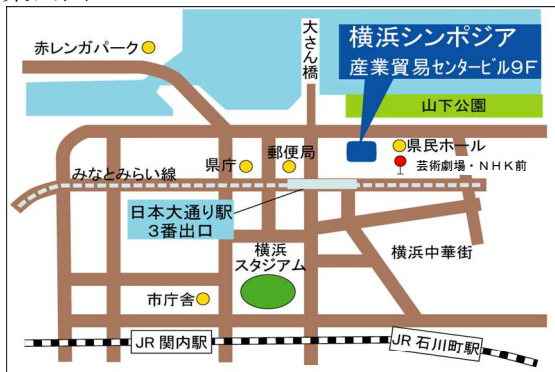 赤レンガパーク
大さん橋
横浜シンポジア
産業貿易センタービル9F
山下公園
県民ホール
郵便局
県庁
芸術劇場・NHK前
みなとみらい線
日本大通り駅
3番出口
横浜
スタジアム
横浜中華街
市庁舎
JR 関内駅
JR 石川町駅